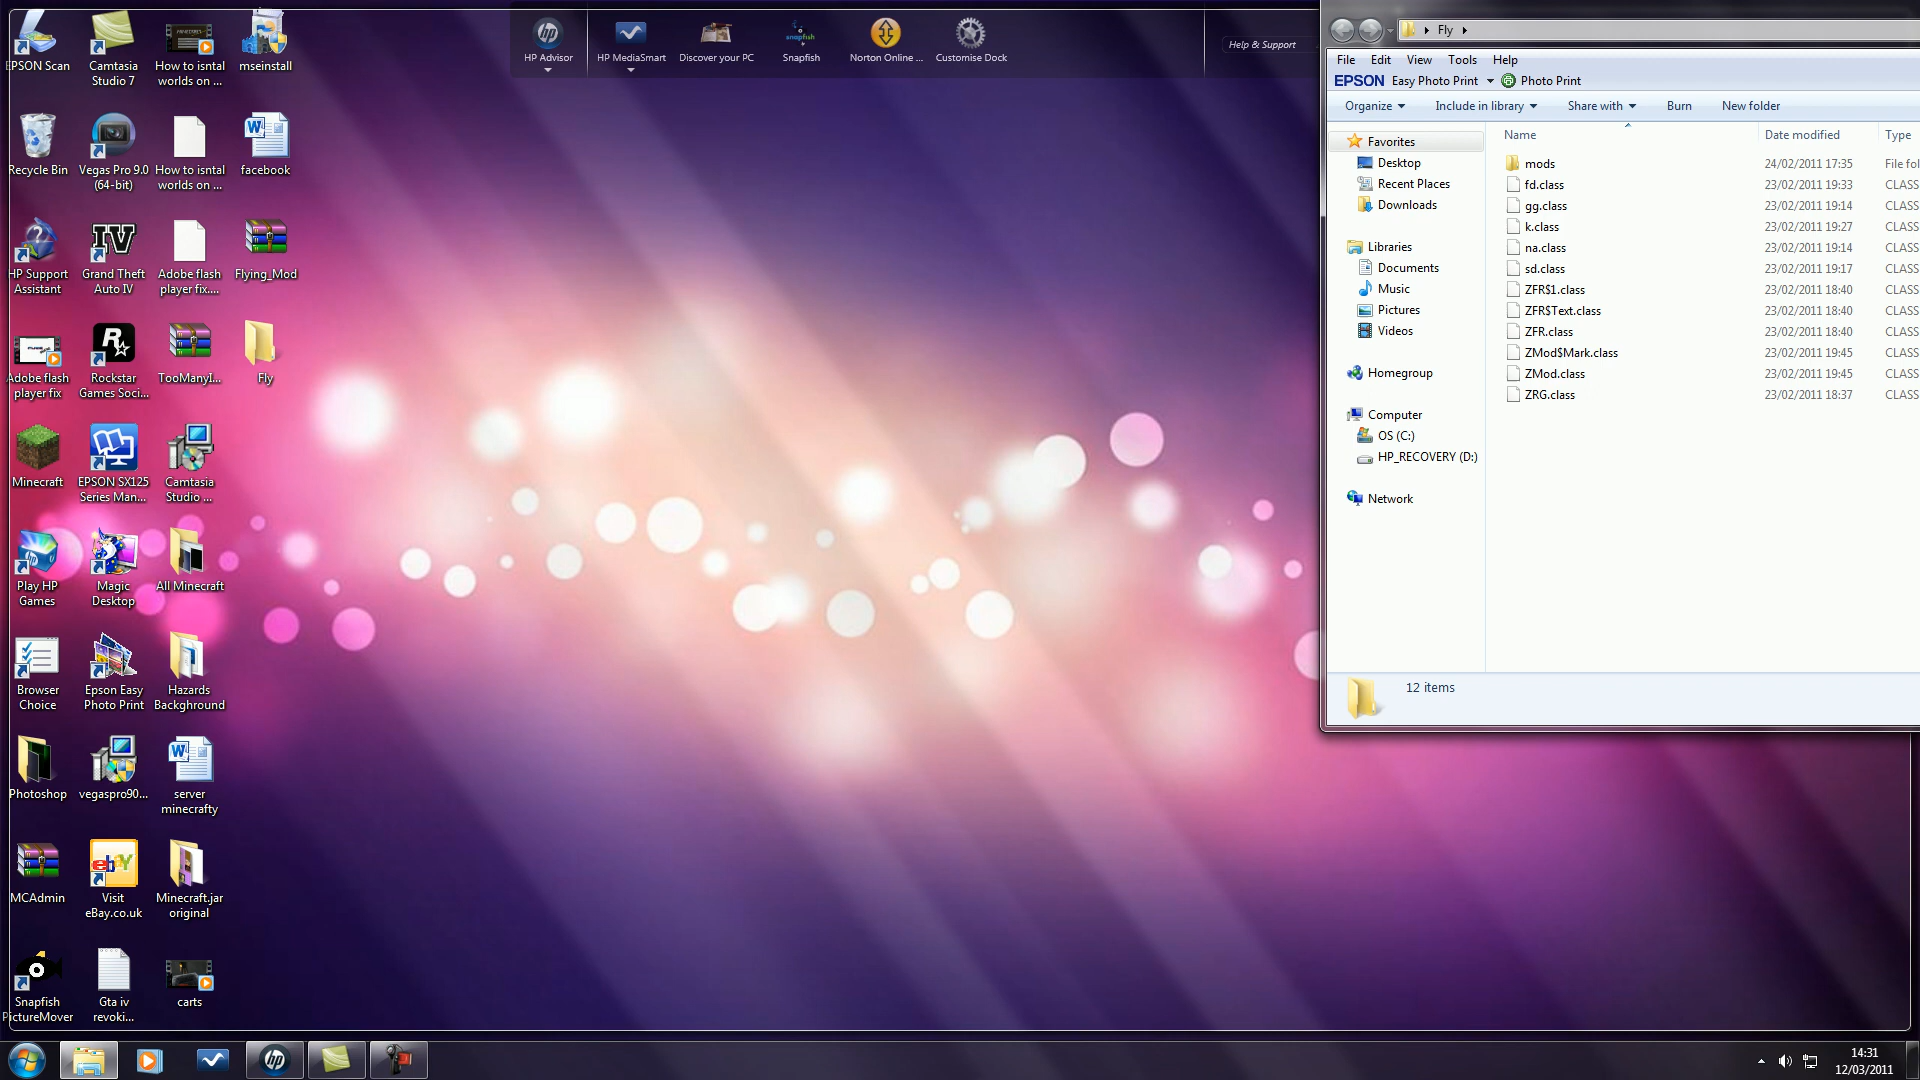 EPSON Scan
Camtasia
Studio 7
How to isntal
worlds on ...
mseinstall
Recycle Bin
Vegas Pro 9.0
(64-bit)
How to isntal
worlds on ...
facebook
HP Support
Assistant
Grand Theft
Auto IV
Adobe flash
player fix....
Flying_Mod
Adobe flash
player fix
Rockstar
Games Soci...
TooManyI...
Fly
Minecraft
EPSON SX125
Series Man...
Camtasia
Studio ...
Play HP
Games
Magic
Desktop
All Minecraft
Browser
Choice
Epson Easy
Photo Print
Hazards
Backghround
Photoshop
vegaspro90...
server
minecrafty
MCAdmin
Visit
eBay.co.uk
Minecraft.jar
original
Snapfish
PictureMover
Gta iv
revoki...
carts
HP Advisor
HP MediaSmart
Discover your PC
snapfish
Snapfish
Norton Online ...
Customise Dock
Help & Support
Fly
File Edit View Tools Help
EPSON Easy Photo Print Photo Print
Organize Include in library Share with Burn New folder
Name Date modified Type
Favorites
Desktop
Recent Places
Downloads
Libraries
Documents
Music
Pictures
Videos
Homegroup
Computer
OS (C:)
HP_RECOVERY (D:)
Network
mods 24/02/2011 17:35 File fol
fd.class 23/02/2011 19:33 CLASS
gg.class 23/02/2011 19:14 CLASS
k.class 23/02/2011 19:27 CLASS
na.class 23/02/2011 19:14 CLASS
sd.class 23/02/2011 19:17 CLASS
ZFR$1.class 23/02/2011 18:40 CLASS
ZFR$Text.class 23/02/2011 18:40 CLASS
ZFR.class 23/02/2011 18:40 CLASS
ZMod$Mark.class 23/02/2011 19:45 CLASS
ZMod.class 23/02/2011 19:45 CLASS
ZRG.class 23/02/2011 18:37 CLASS
12 items
14:31
12/03/2011